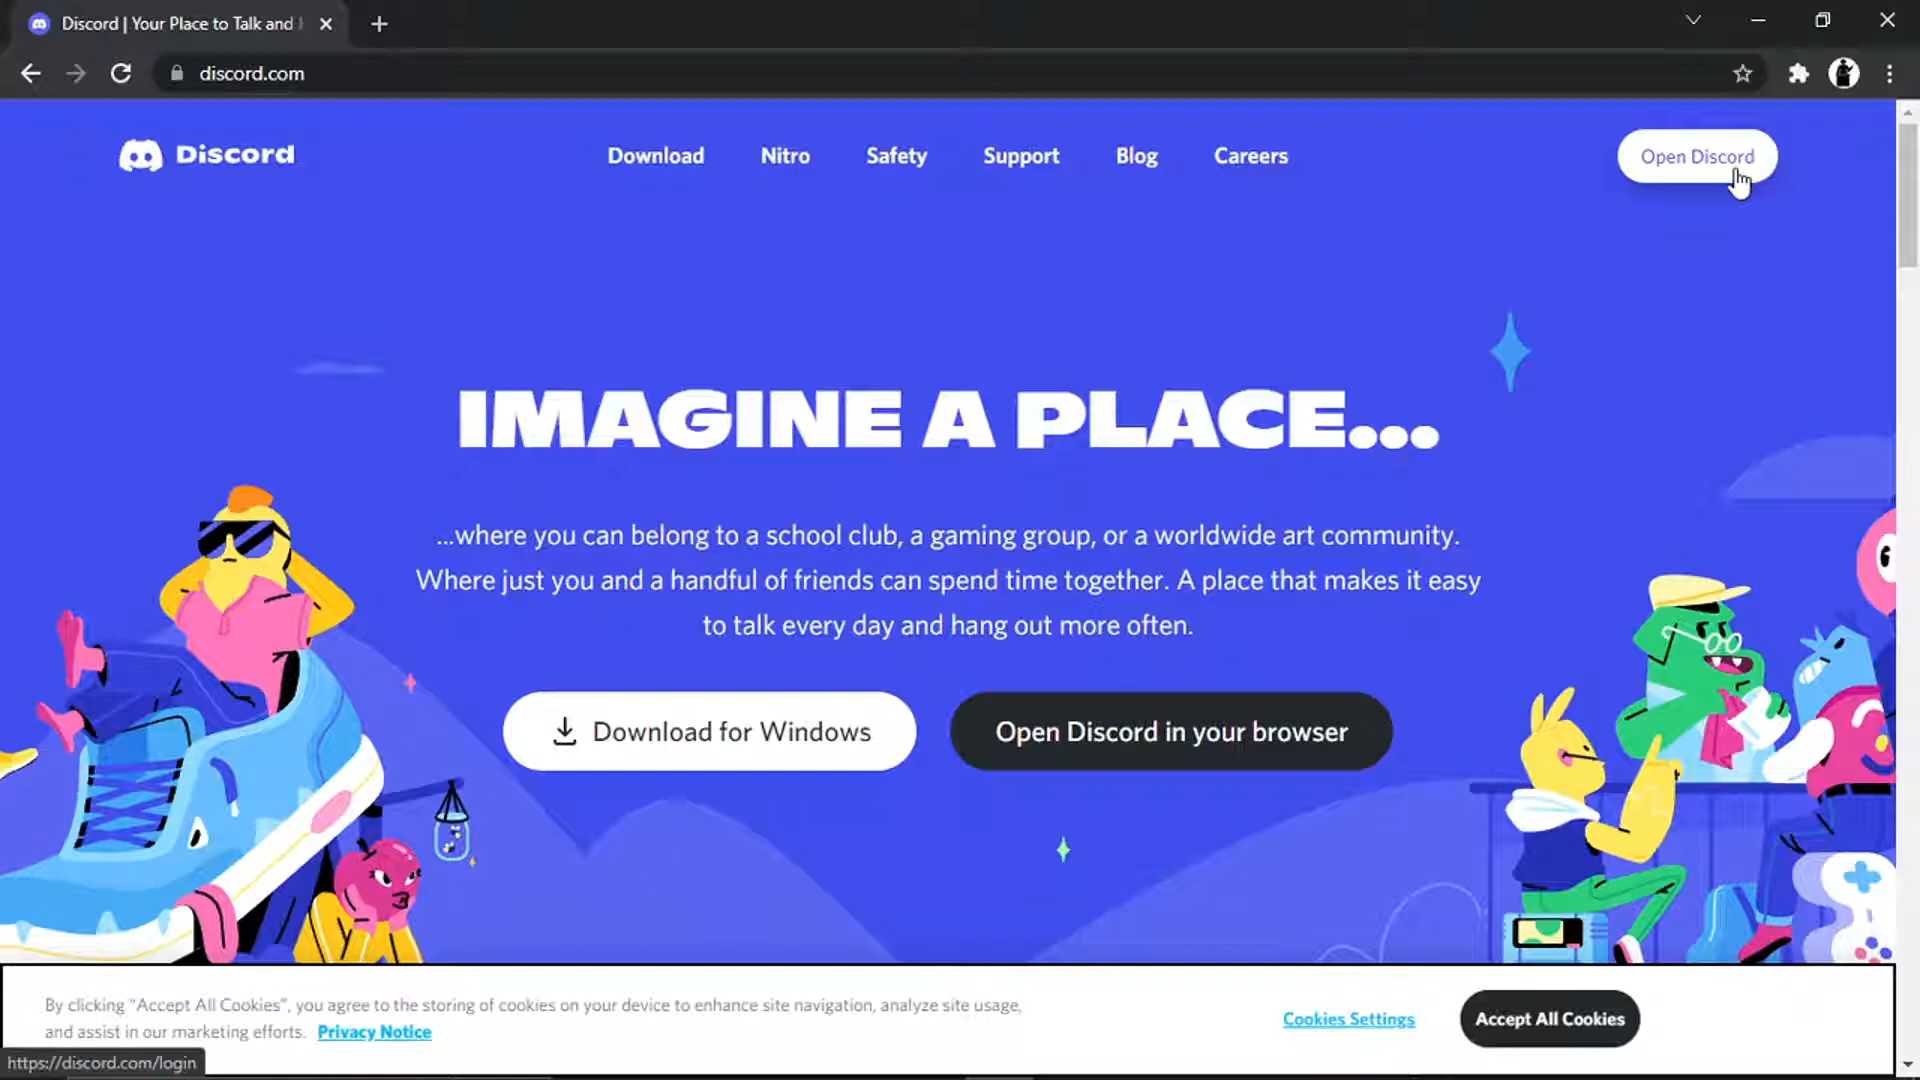 Discord | Your Place to Talk and
discord.com
Discord
Download
Nitro
Safety
Support
Blog
Careers
Open Discord
IMAGINE A PLACE...
...where you can belong to a school club, a gaming group, or a worldwide art community.
Where just you and a handful of friends can spend time together. A place that makes it easy
to talk every day and hang out more often.
Download for Windows
Open Discord in your browser
By clicking “Accept All Cookies”, you agree to the storing of cookies on your device to enhance site navigation, analyze site usage,
and assist in our marketing efforts. Privacy Notice
Cookies Settings
Accept All Cookies
https://discord.com/login